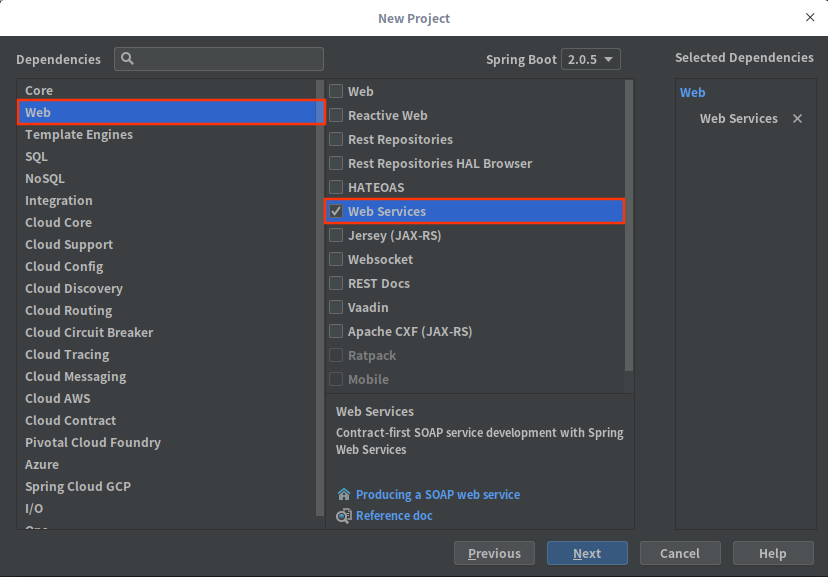 New Project
Dependencies
Spring Boot 2.0.5
Selected Dependencies
Core
Web
Template Engines
SQL
NoSQL
Integration
Cloud Core
Cloud Support
Cloud Config
Cloud Discovery
Cloud Routing
Cloud Circuit Breaker
Cloud Tracing
Cloud Messaging
Cloud AWS
Cloud Contract
Pivotal Cloud Foundry
Azure
Spring Cloud GCP
I/O
Web
Reactive Web
Rest Repositories
Rest Repositories HAL Browser
HATEOAS
Web Services
Jersey (JAX-RS)
Websocket
REST Docs
Vaadin
Apache CXF (JAX-RS)
Ratpack
Mobile
Web Services
Contract-first SOAP service development with Spring
Web Services
Producing a SOAP web service
Reference doc
Web
Web Services
Previous
Next
Cancel
Help